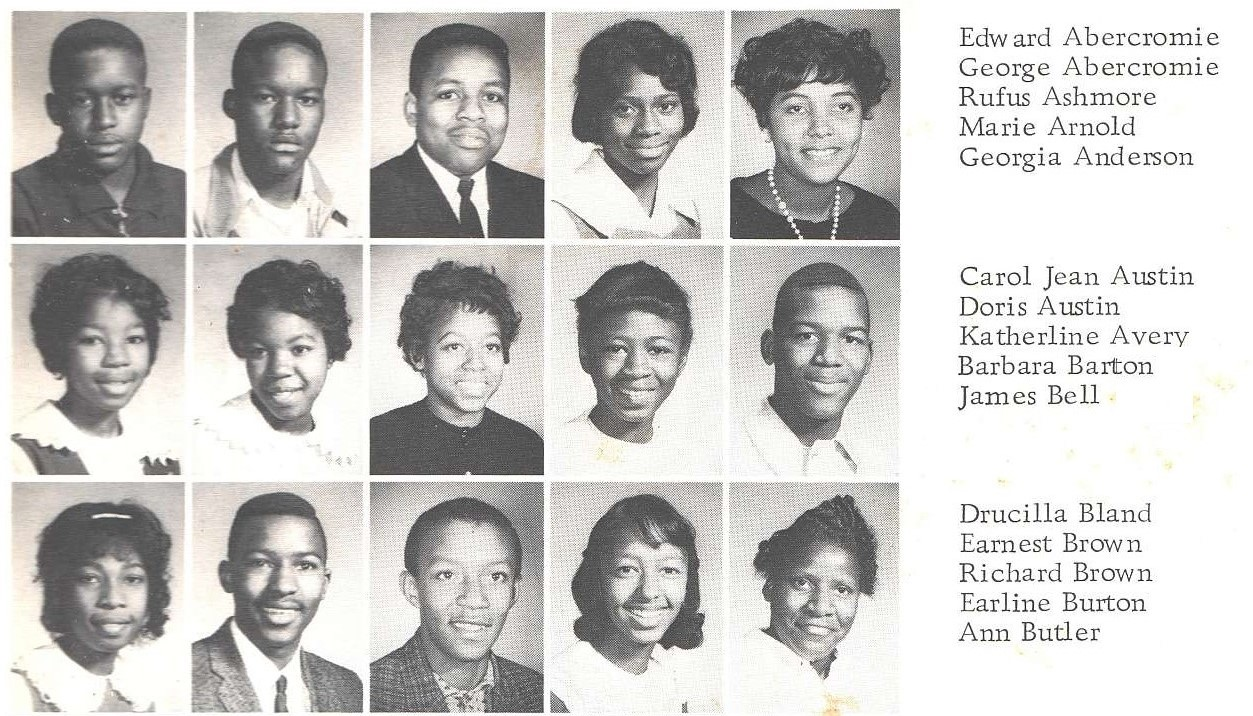 Edward Abercromie
George Abercromie
Rufus Ashmore
Marie Arnold
Georgia Anderson
Carol Jean Austin
Doris Austin
Katherline Avery
Barbara Barton
James Bell
Drucilla Bland
Earnest Brown
Richard Brown
Earline Burton
Ann Butler